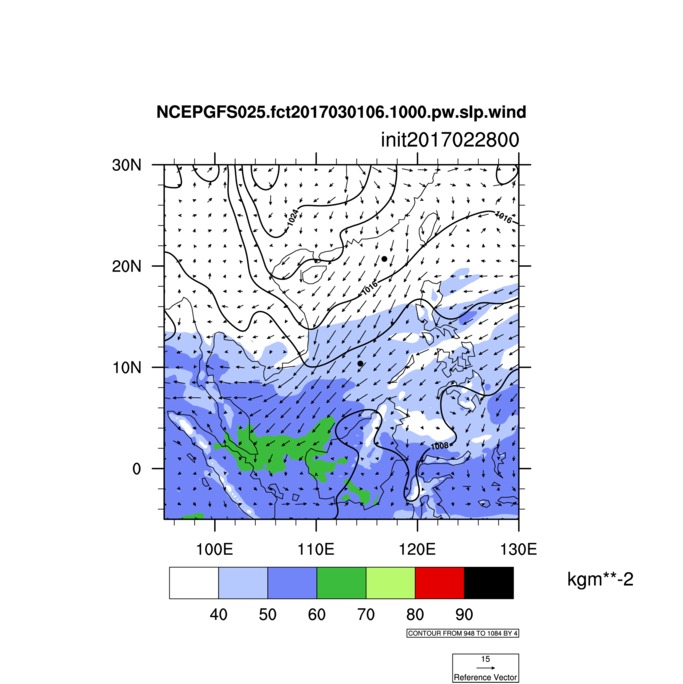 NCEPGFS025.fct2017030106.1000.pw.slp.wind
init2017022800
30N
20N
10N
0
1024
1016
1016
1008
100E 110E 120E 130E
kgm**-2
40 50 60 70 80 90
CONTOUR FROM 948 TO 1084 BY 4
15
Reference Vector